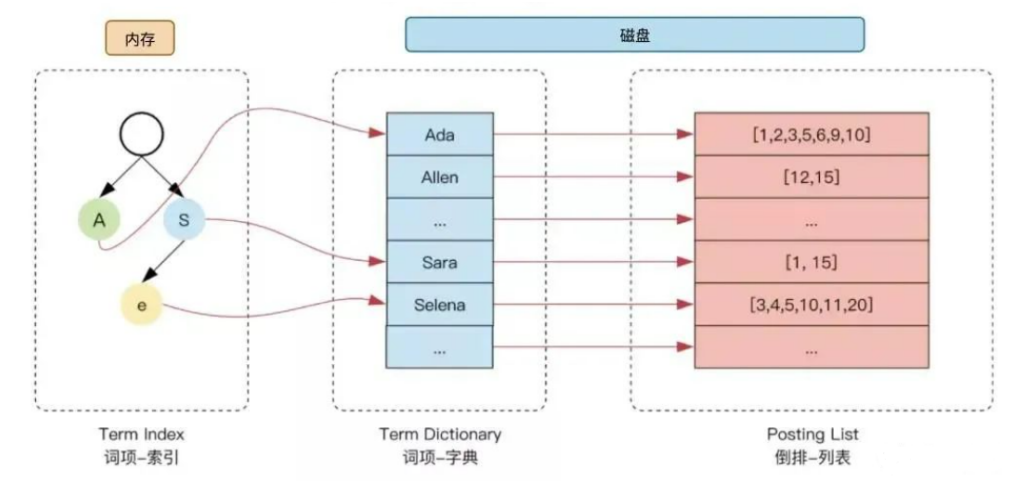 内存
磁盘
A
S
e
Ada
Allen
...
Sara
Selena
...
[1,2,3,5,6,9,10]
[12,15]
...
[1, 15]
[3,4,5,10,11,20]
...
Term Index
词项-索引
Term Dictionary
词项-字典
Posting List
倒排-列表